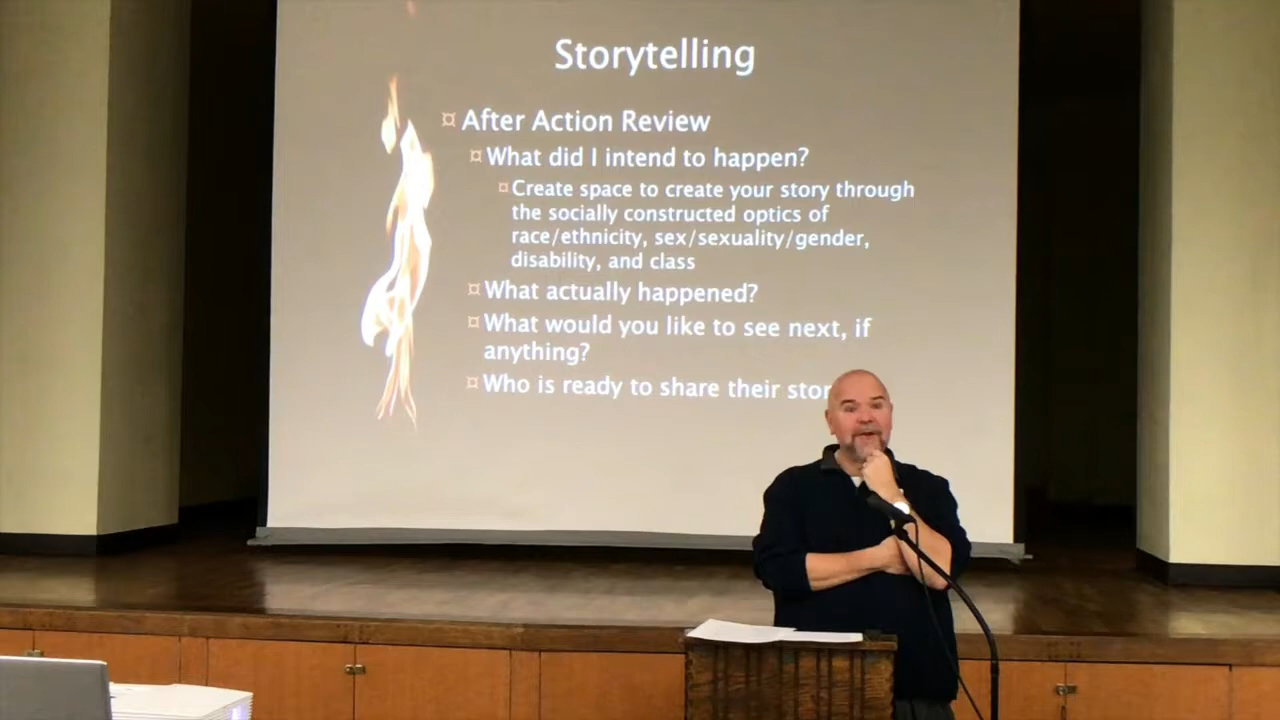 Storytelling
¤ After Action Review
¤ What did I intend to happen?
¤ Create space to create your story through
the socially constructed optics of
race/ethnicity, sex/sexuality/gender,
disability, and class
¤ What actually happened?
¤ What would you like to see next, if
anything?
¤ Who is ready to share their